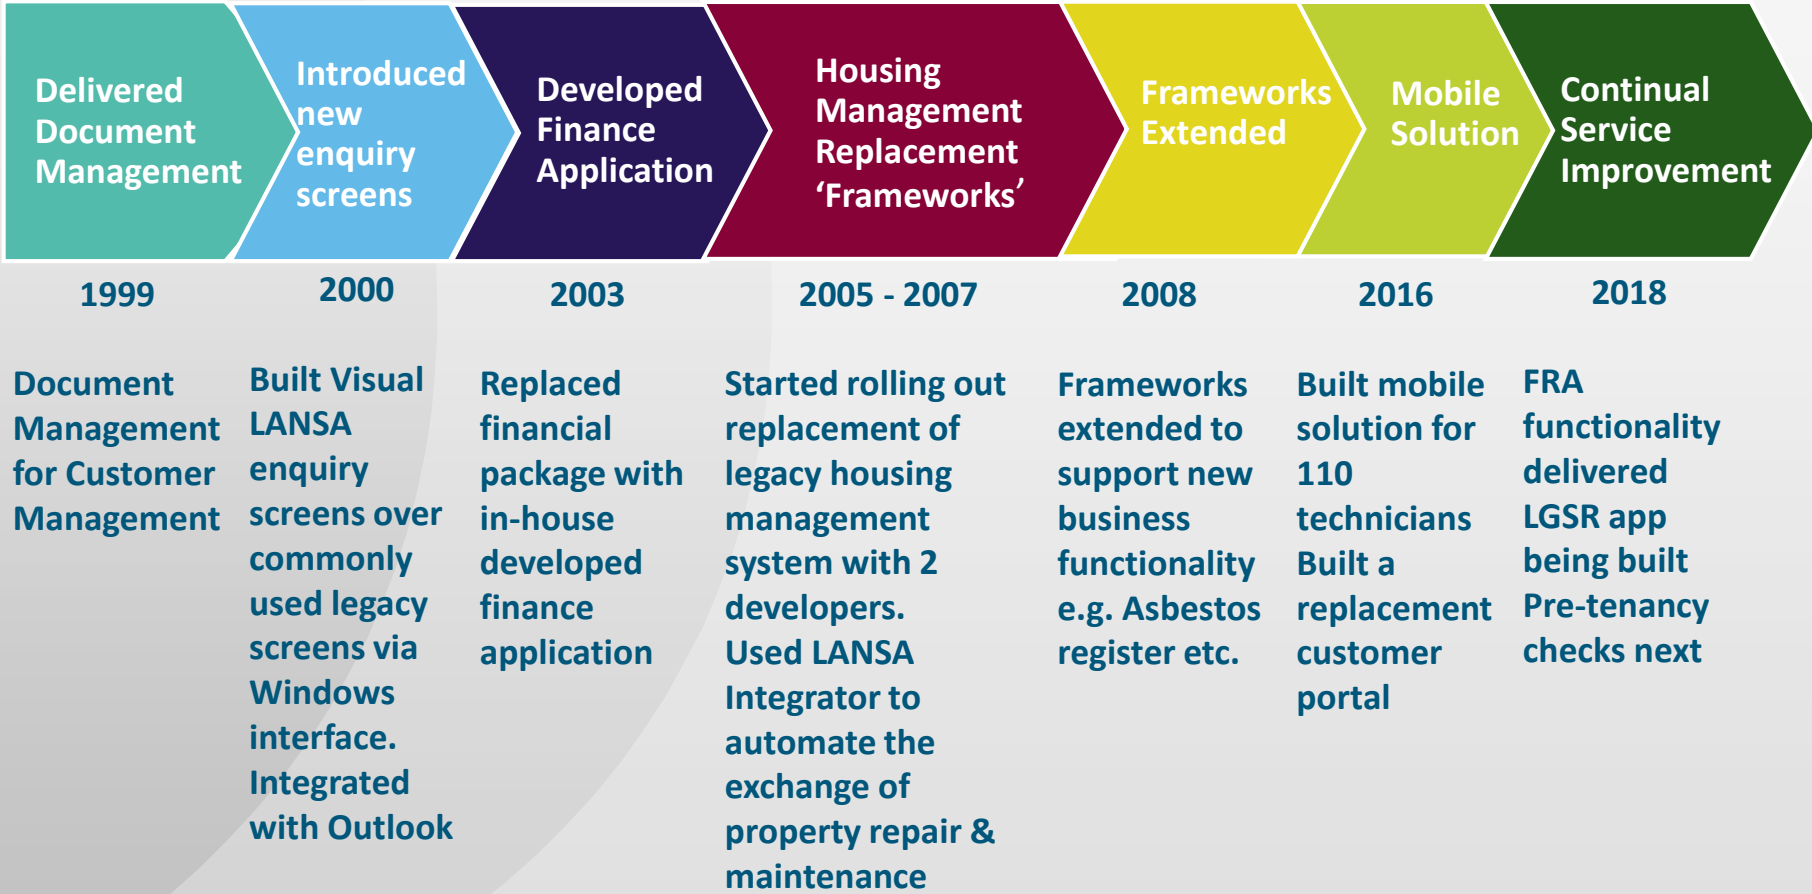 Delivered
Document
Management
Introduced
new
enquiry
screens
Developed
Finance
Application
Housing
Management
Replacement
‘Frameworks’
Frameworks
Extended
Mobile
Solution
Continual
Service
Improvement
1999
2000
2003
2005 - 2007
2008
2016
2018
Document
Management
for Customer
Management
Built Visual
LANSA
enquiry
screens over
commonly
used legacy
screens via
Windows
interface.
Integrated
with Outlook
Replaced
financial
package with
in-house
developed
finance
application
Started rolling out
replacement of
legacy housing
management
system with 2
developers.
Used LANSA
Integrator to
automate the
exchange of
property repair &
maintenance
Frameworks
extended to
support new
business
functionality
e.g. Asbestos
register etc.
Built mobile
solution for
110
technicians
Built a
replacement
customer
portal
FRA
functionality
delivered
LGSR app
being built
Pre-tenancy
checks next